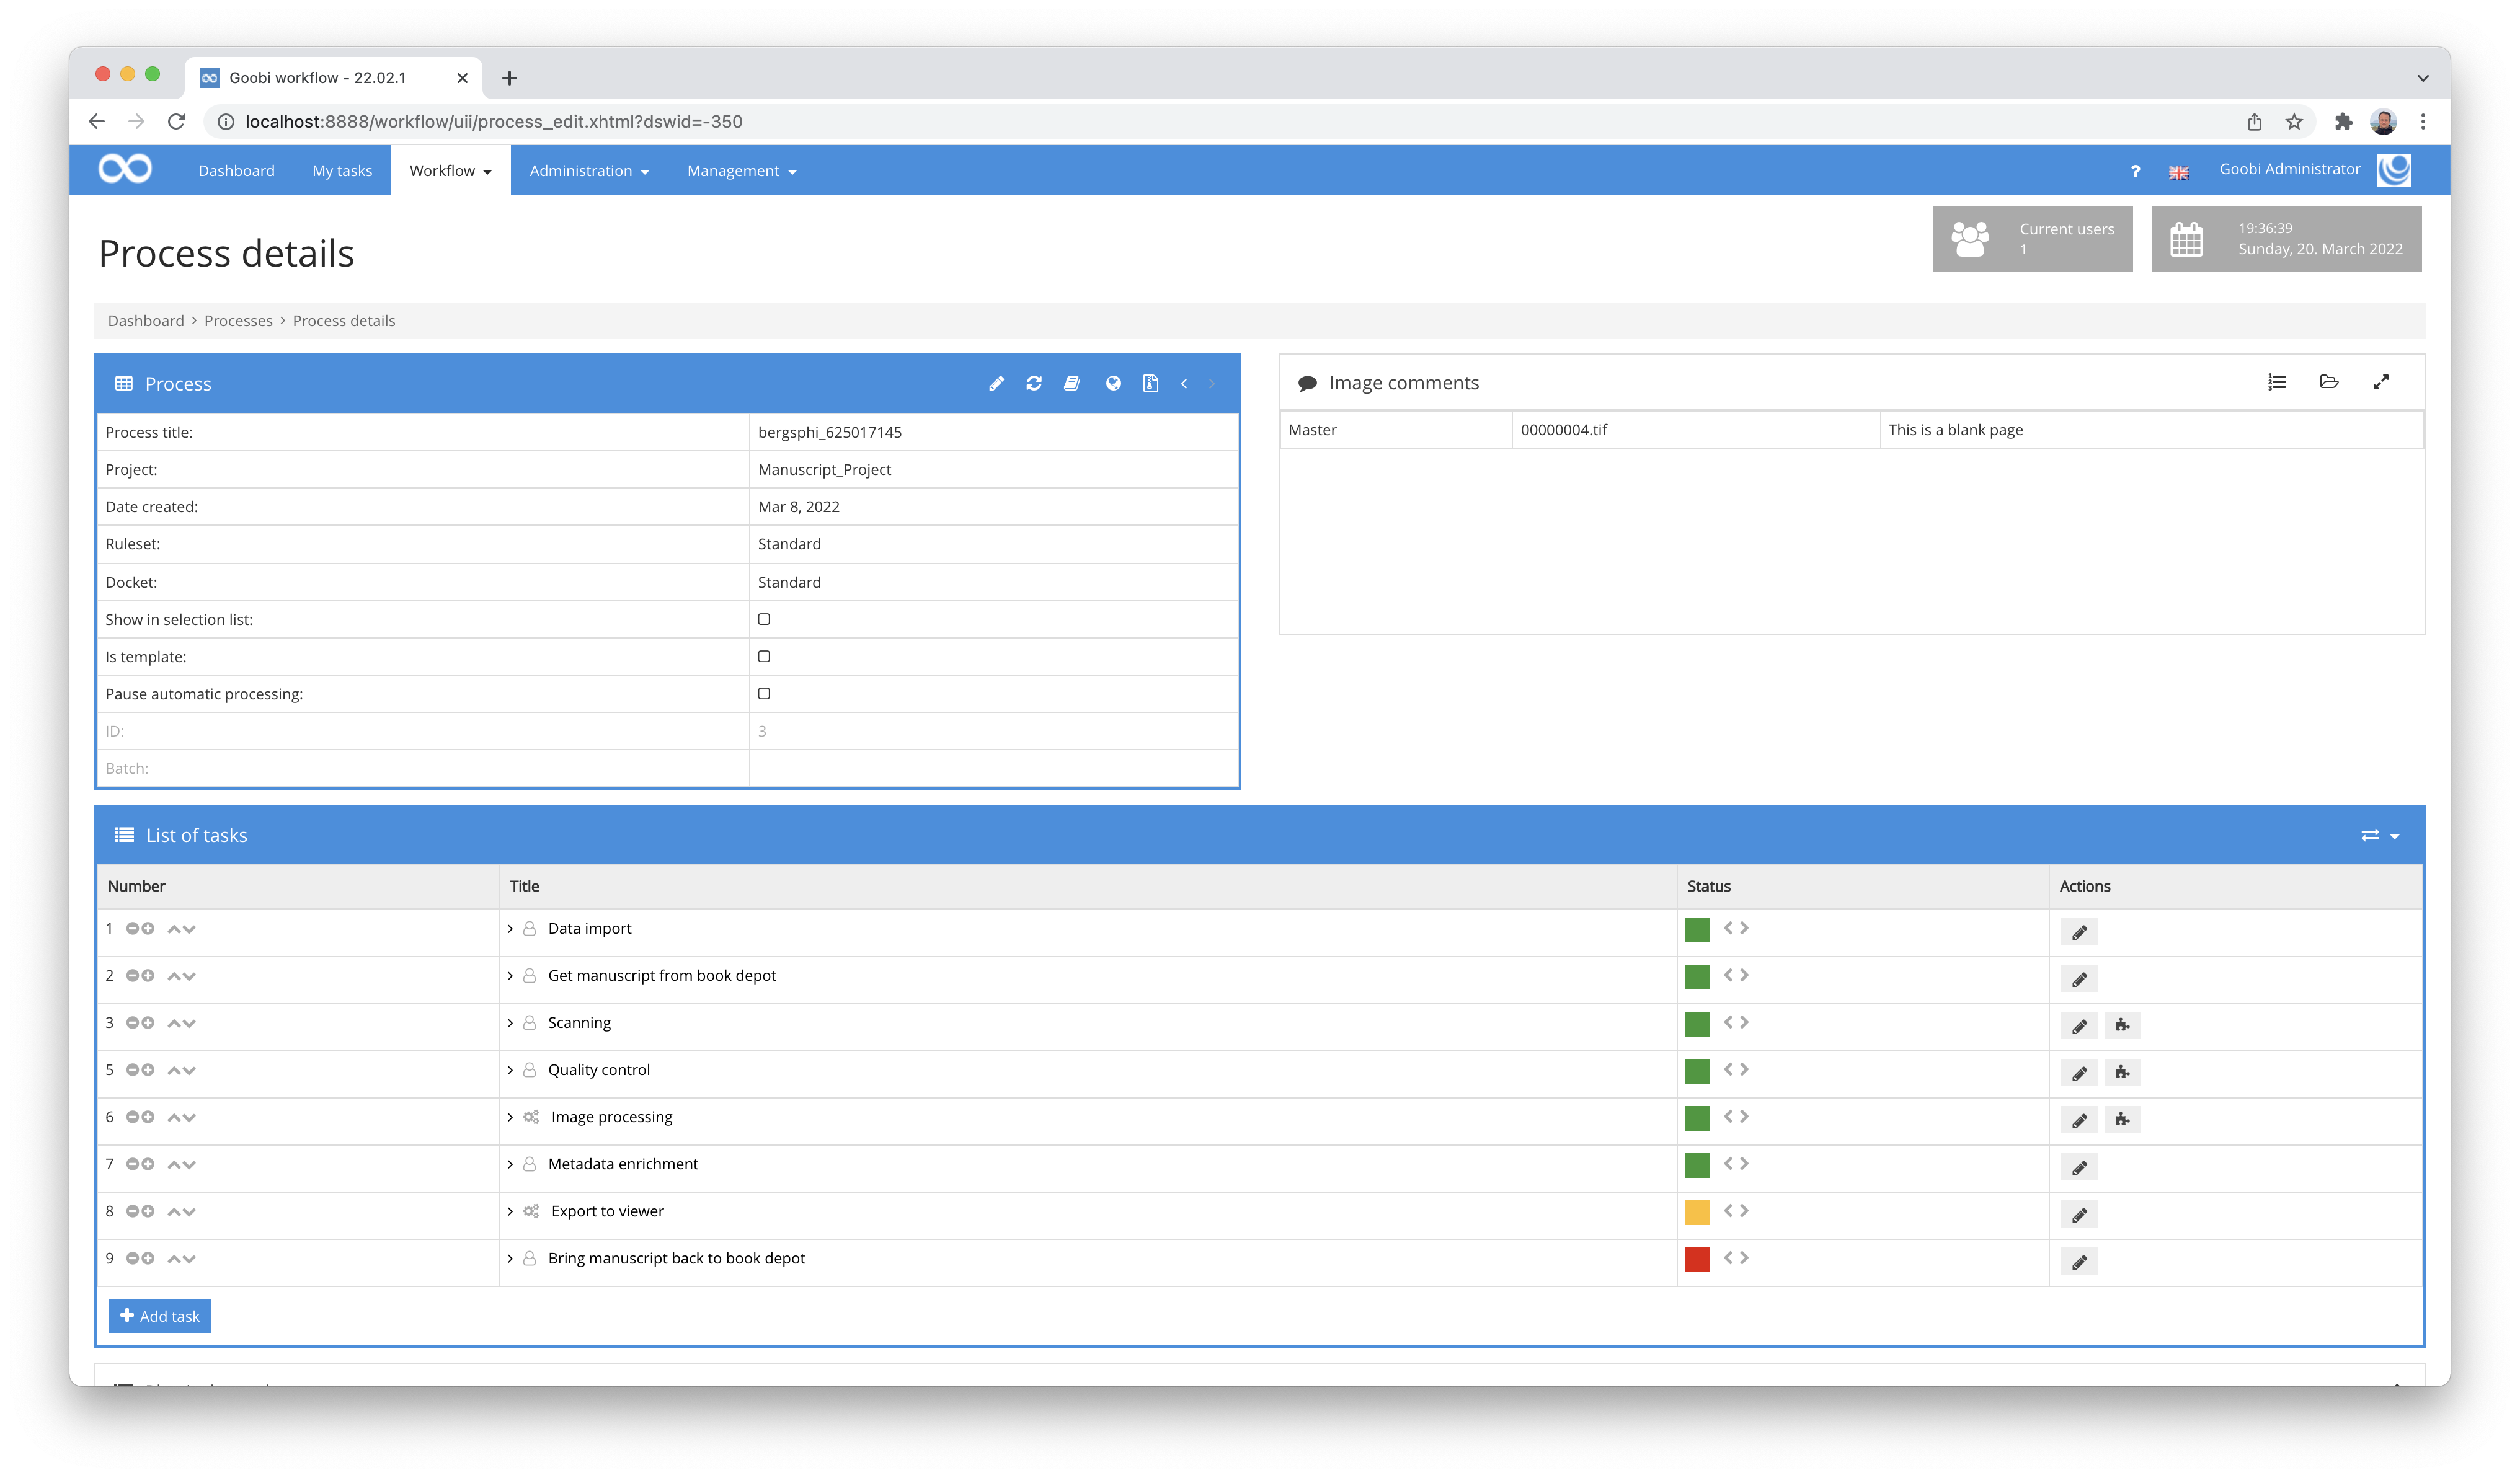 Goobi workflow - 22.02.1
localhost:8888/workflow/uii/process_edit.xhtml?dswid=-350
Dashboard My tasks Workflow Administration Management ? Goobi Administrator
Process details
Current users
1
19:36:39
Sunday, 20. March 2022
Dashboard > Processes > Process details
Process
Process title: bergsphi_625017145
Project: Manuscript_Project
Date created: Mar 8, 2022
Ruleset: Standard
Docket: Standard
Show in selection list:
Is template:
Pause automatic processing:
ID: 3
Batch:
Image comments
Master 00000004.tif This is a blank page
List of tasks
Number Title Status Actions
1 Data import
2 Get manuscript from book depot
3 Scanning
5 Quality control
6 Image processing
7 Metadata enrichment
8 Export to viewer
9 Bring manuscript back to book depot
Add task